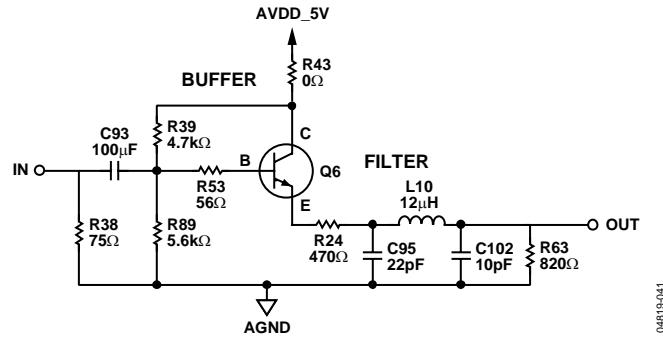 AVDD_5V
R43
0Ω
BUFFER
C93
100μF
R39
4.7kΩ
C
IN
B
Q6
FILTER
R53
56Ω
E
L10
12μH
OUT
R38
75Ω
R89
5.6kΩ
R24
470Ω
C95
22pF
C102
10pF
R63
820Ω
AGND
04819-041